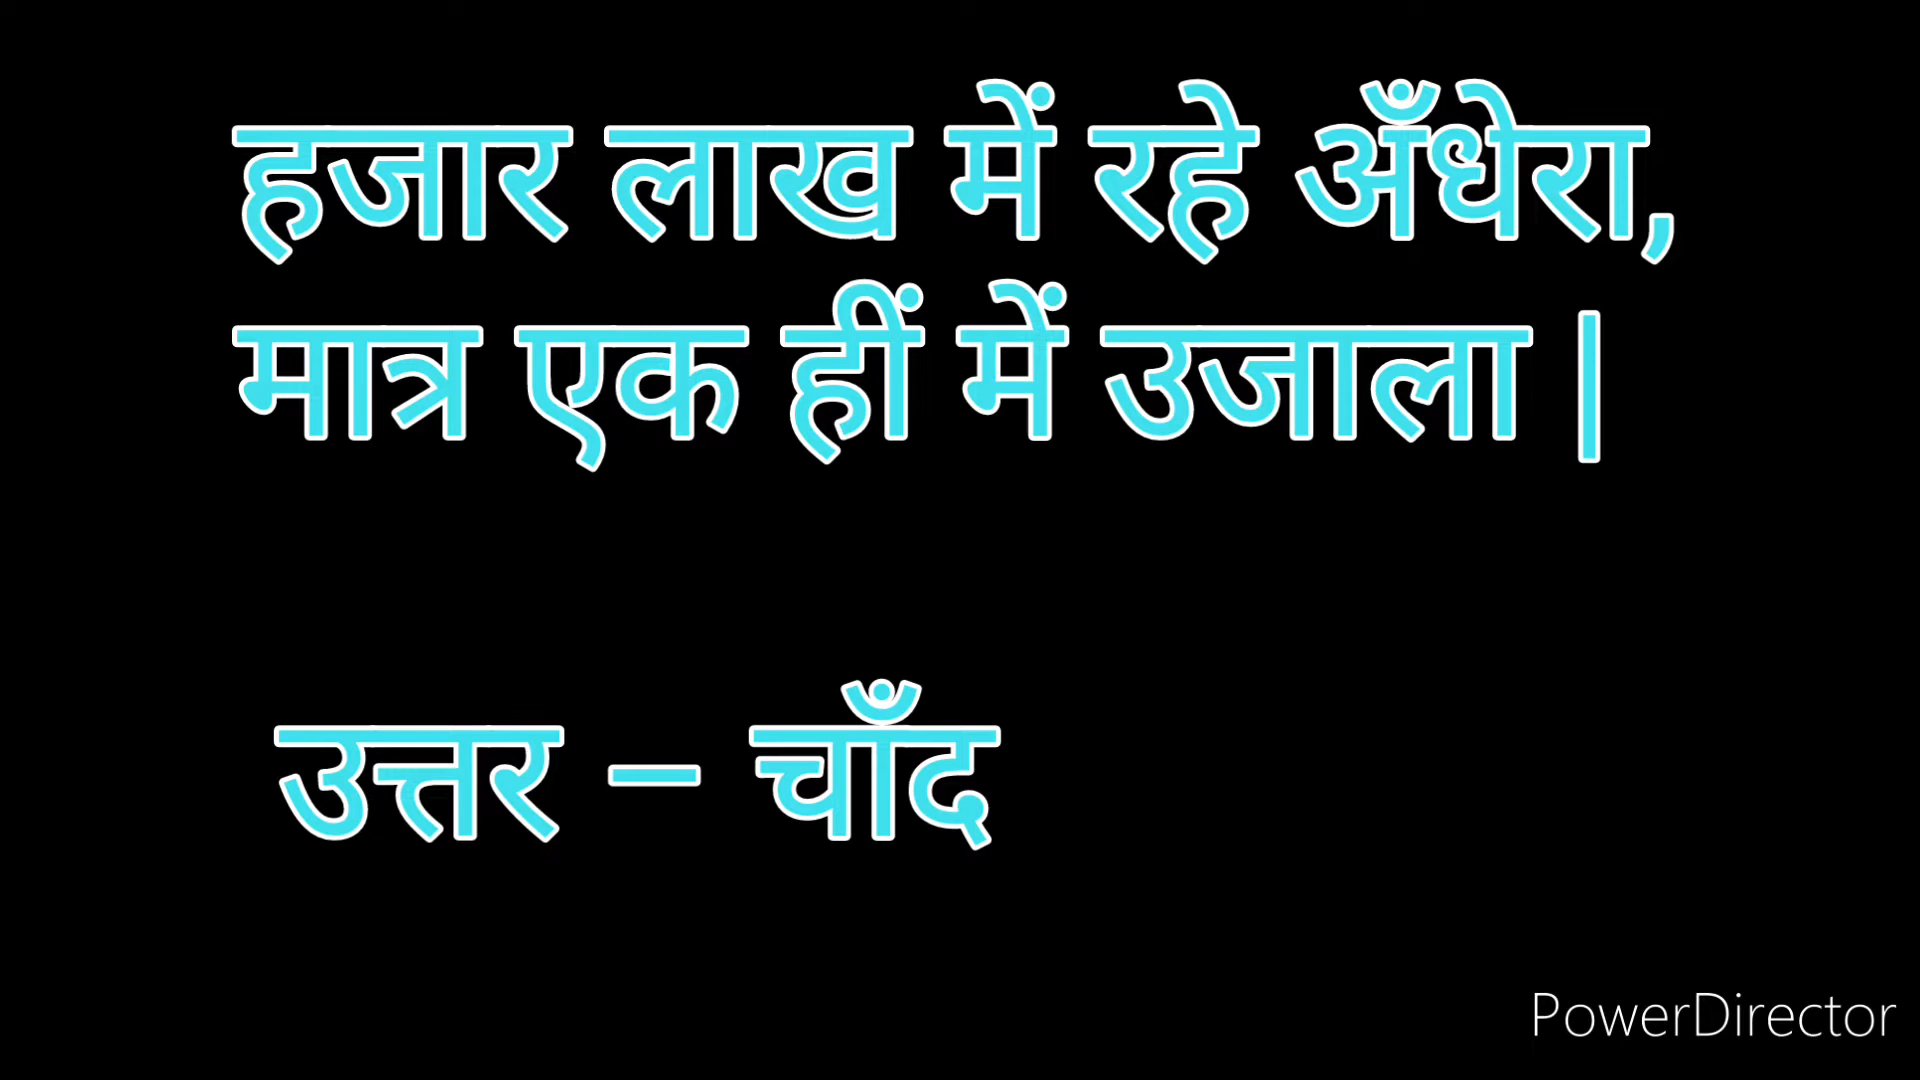 हजार लाख में रहे अँधेरा,
मात्र एक हीं में उजाला |
उत्तर – चाँद
PowerDirector